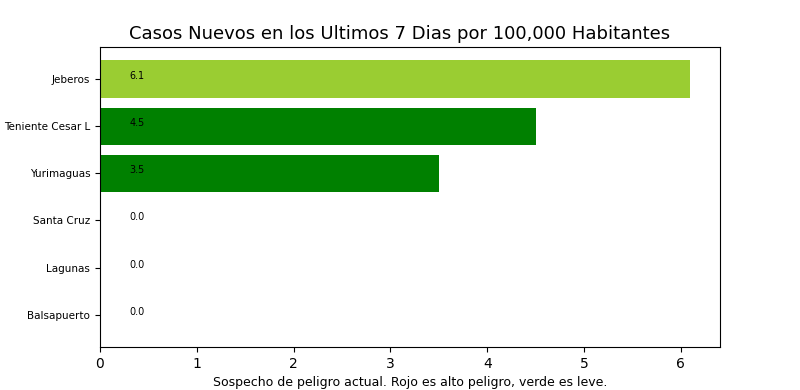 Casos Nuevos en los Ultimos 7 Dias por 100,000 Habitantes
Jeberos 6.1
Teniente Cesar L 4.5
Yurimaguas 3.5
Santa Cruz 0.0
Lagunas 0.0
Balsapuerto 0.0
0 1 2 3 4 5 6
Sospecho de peligro actual. Rojo es alto peligro, verde es leve.